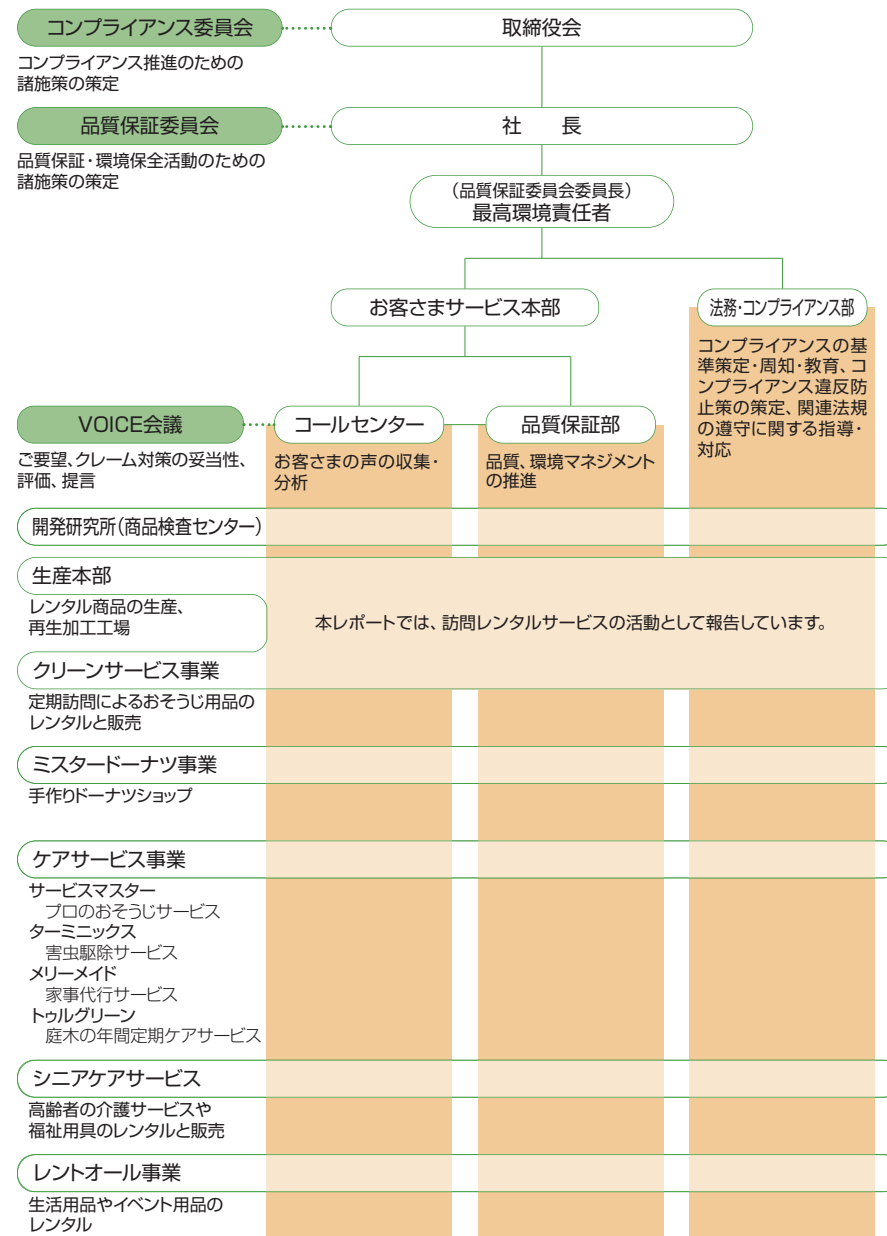 コンプライアンス委員会
取締役会
コンプライアンス推進のための
諸施策の策定
品質保証委員会
社　長
品質保証・環境保全活動のための
諸施策の策定
（品質保証委員会委員長）
最高環境責任者
お客さまサービス本部
法務・コンプライアンス部
コンプライアンスの基
準策定・周知・教育、コ
ンプライアンス違反防
止策の策定、関連法規
の遵守に関する指導・
対応
VOICE会議
コールセンター
品質保証部
ご要望、クレーム対策の妥当性、
評価、提言
お客さまの声の収集・
分析
品質、環境マネジメント
の推進
開発研究所（商品検査センター）
生産本部
レンタル商品の生産、
再生加工工場
本レポートでは、訪問レンタルサービスの活動として報告しています。
クリーンサービス事業
定期訪問によるおそうじ用品の
レンタルと販売
ミスタードーナツ事業
手作りドーナツショップ
ケアサービス事業
サービスマスター
プロのおそうじサービス
ターミニックス
害虫駆除サービス
メリーメイド
家事代行サービス
トゥルグリーン
庭木の年間定期ケアサービス
シニアケアサービス
高齢者の介護サービスや
福祉用具のレンタルと販売
レントオール事業
生活用品やイベント用品の
レンタル